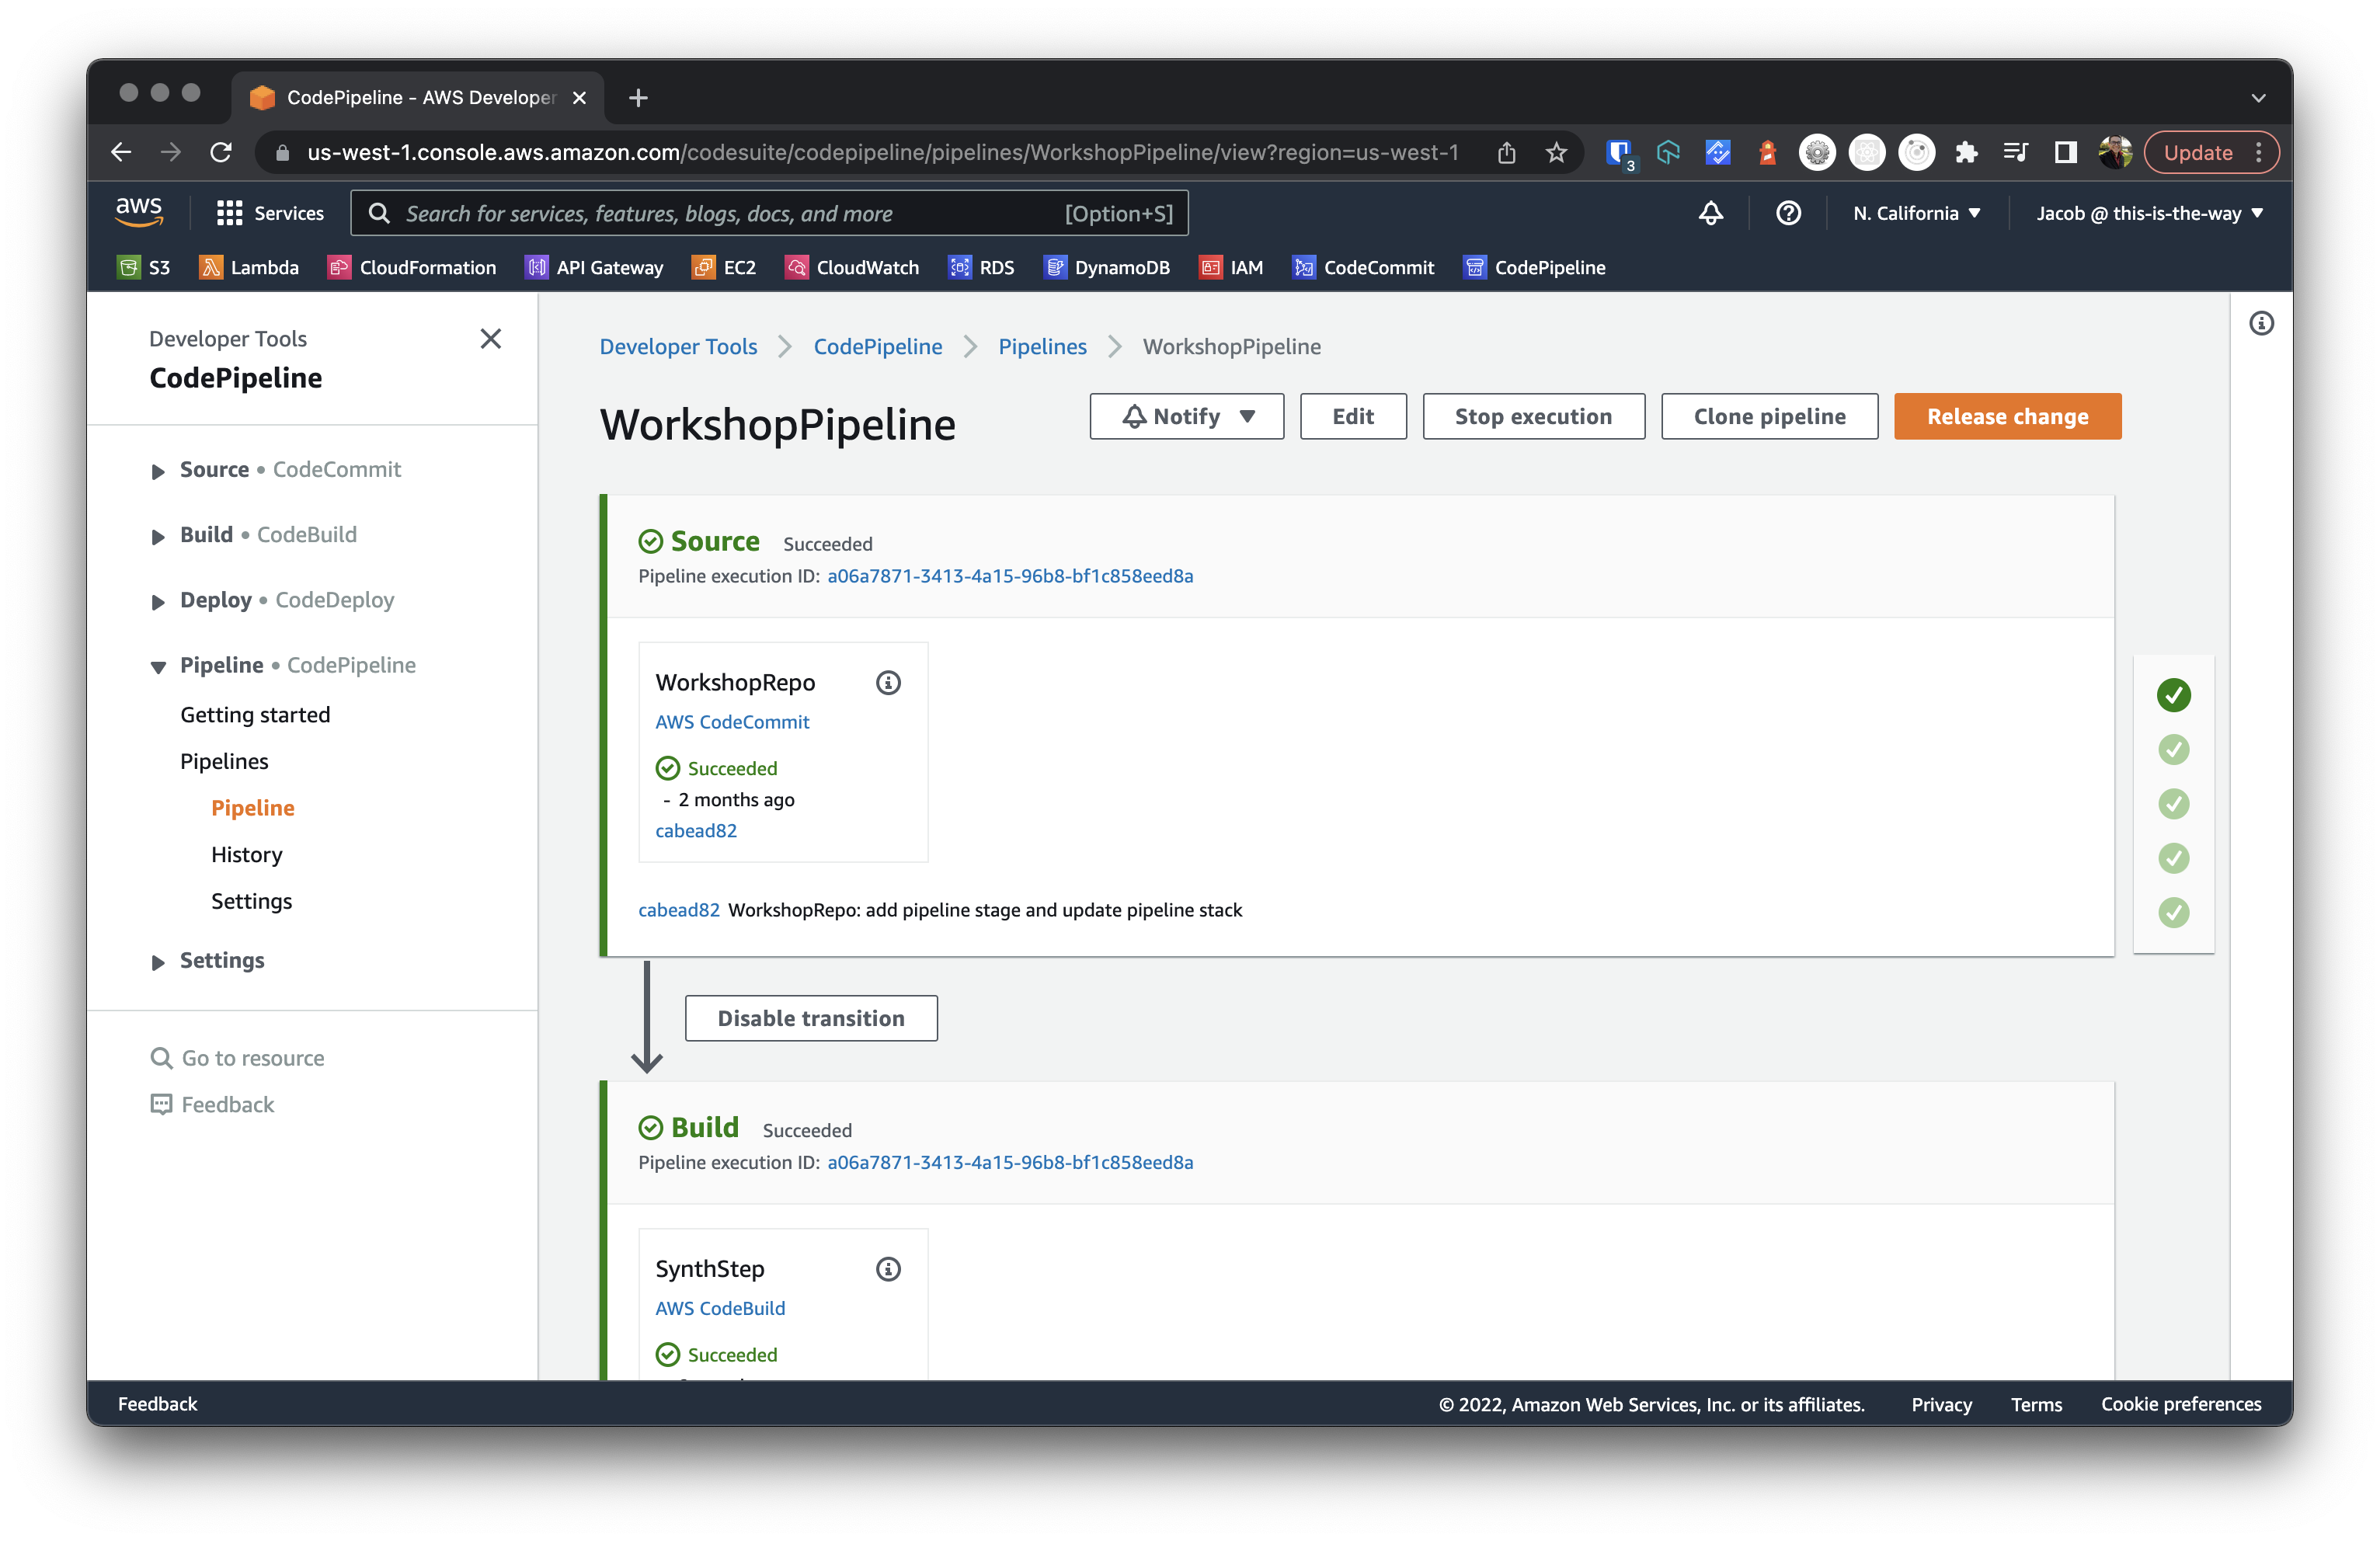 CodePipeline - AWS Developer
us-west-1.console.aws.amazon.com/codesuite/codepipeline/pipelines/WorkshopPipeline/view?region=us-west-1
3
Update
aws
Services
Search for services, features, blogs, docs, and more
[Option+S]
N. California
Jacob @ this-is-the-way
S3
Lambda
CloudFormation
API Gateway
EC2
CloudWatch
RDS
DynamoDB
IAM
CodeCommit
CodePipeline
Developer Tools
CodePipeline
Source • CodeCommit
Build • CodeBuild
Deploy • CodeDeploy
Pipeline • CodePipeline
Getting started
Pipelines
Pipeline
History
Settings
Settings
Go to resource
Feedback
Developer Tools
CodePipeline
Pipelines
WorkshopPipeline
WorkshopPipeline
Notify
Edit
Stop execution
Clone pipeline
Release change
Source Succeeded
Pipeline execution ID: a06a7871-3413-4a15-96b8-bf1c858eed8a
WorkshopRepo
AWS CodeCommit
Succeeded
- 2 months ago
cabead82
cabead82 WorkshopRepo: add pipeline stage and update pipeline stack
Disable transition
Build Succeeded
Pipeline execution ID: a06a7871-3413-4a15-96b8-bf1c858eed8a
SynthStep
AWS CodeBuild
Succeeded
Feedback
© 2022, Amazon Web Services, Inc. or its affiliates.
Privacy
Terms
Cookie preferences